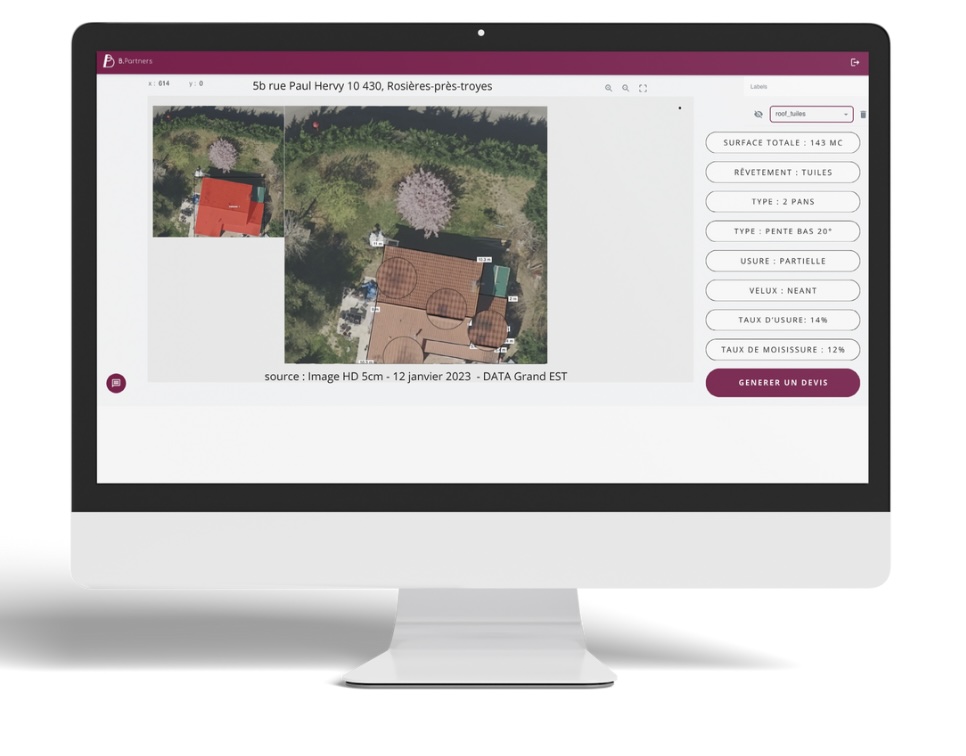 B.Partners
x : 614 y : 0
5b rue Paul Hervy 10 430, Rosières-près-troyes
Labels
roof_tuiles
SURFACE TOTALE : 143 MC
RÊVETEMENT : TUILES
TYPE : 2 PANS
TYPE : PENTE BAS 20°
USURE : PARTIELLE
VELUX : NEANT
TAUX D'USURE: 14%
TAUX DE MOISISSURE : 12%
GENERER UN DEVIS
source : Image HD 5cm - 12 janvier 2023 - DATA Grand EST